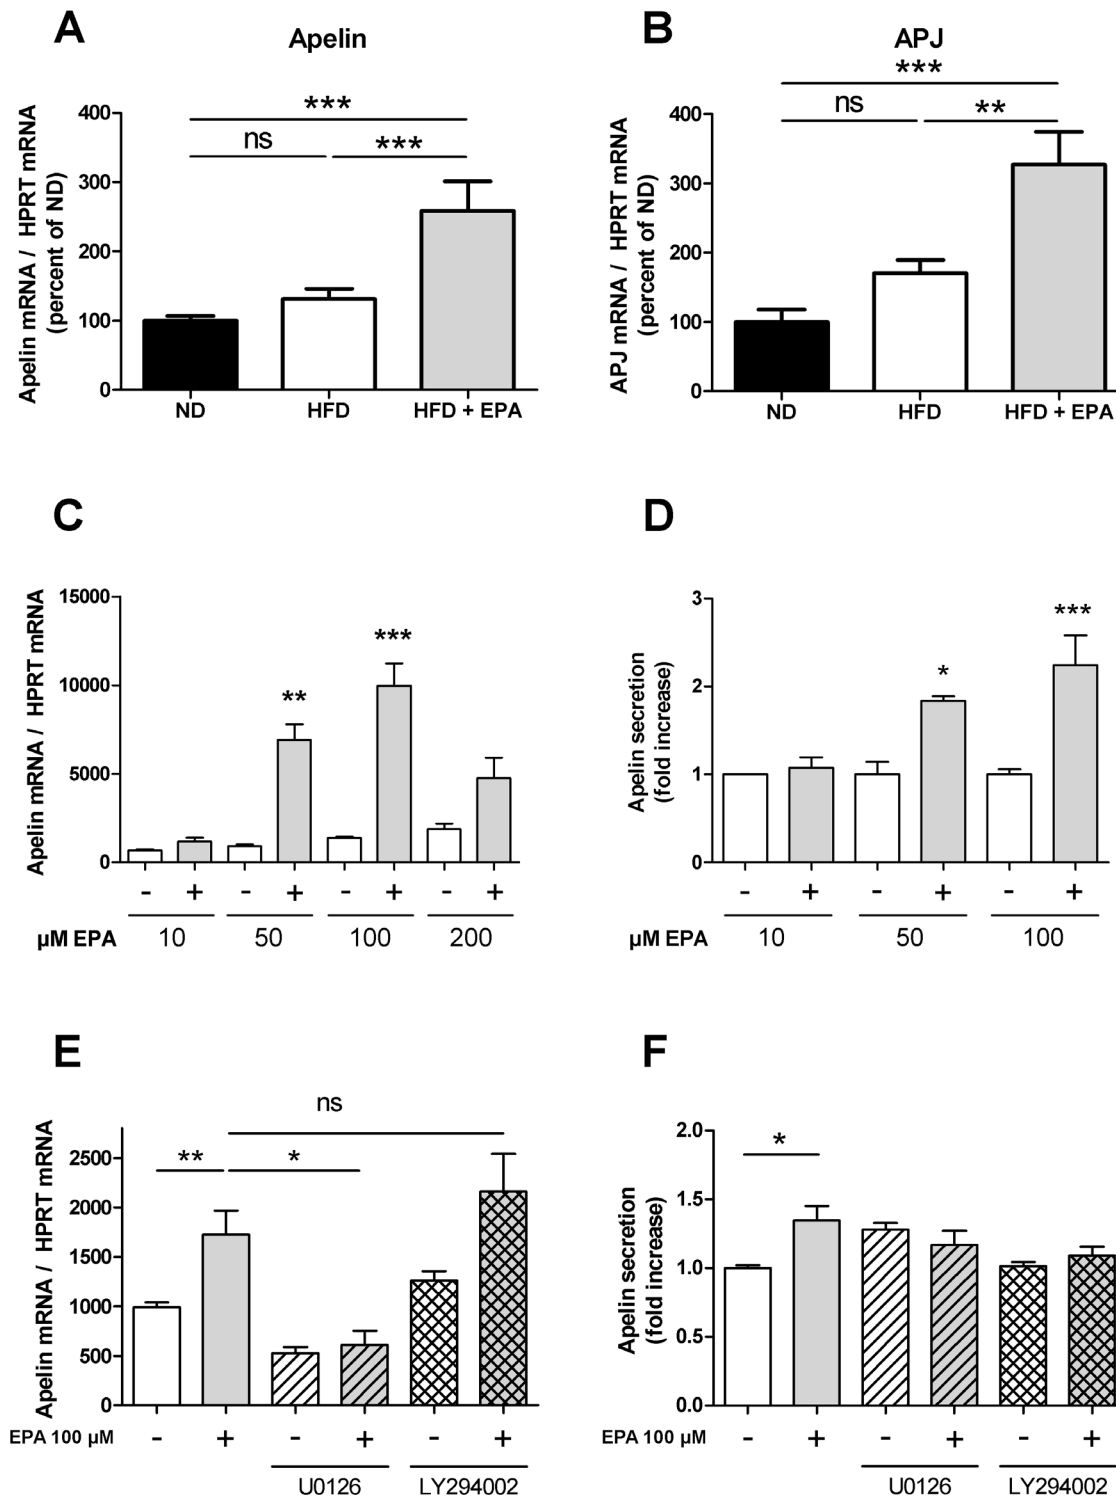 A
Apelin
Apelin mRNA / HPRT mRNA
(percent of ND)
400
300
200
100
0
***
ns
***
ND
HFD
HFD + EPA
B
APJ
APJ mRNA / HPRT mRNA
(percent of ND)
400
300
200
100
0
***
ns
**
ND
HFD
HFD + EPA
C
Apelin mRNA / HPRT mRNA
15000
10000
5000
0
**
***
- + - + - + - +
µM EPA 10 50 100 200
D
Apelin secretion
(fold increase)
3
2
1
0
*
***
- + - + - +
µM EPA 10 50 100
E
Apelin mRNA / HPRT mRNA
2500
2000
1500
1000
500
0
ns
** *
EPA 100 µM - + - + - +
U0126 LY294002
F
Apelin secretion
(fold increase)
2.0
1.5
1.0
0.5
0.0
*
EPA 100 µM - + - + - +
U0126 LY294002